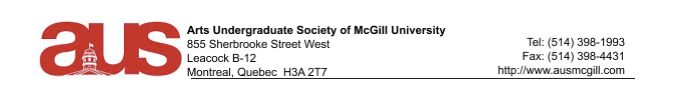 aus
Arts Undergraduate Society of McGill University
855 Sherbrooke Street West
Leacock B-12
Montreal, Quebec H3A 2T7
Tel: (514) 398-1993
Fax: (514) 398-4431
http://www.ausmcgill.com